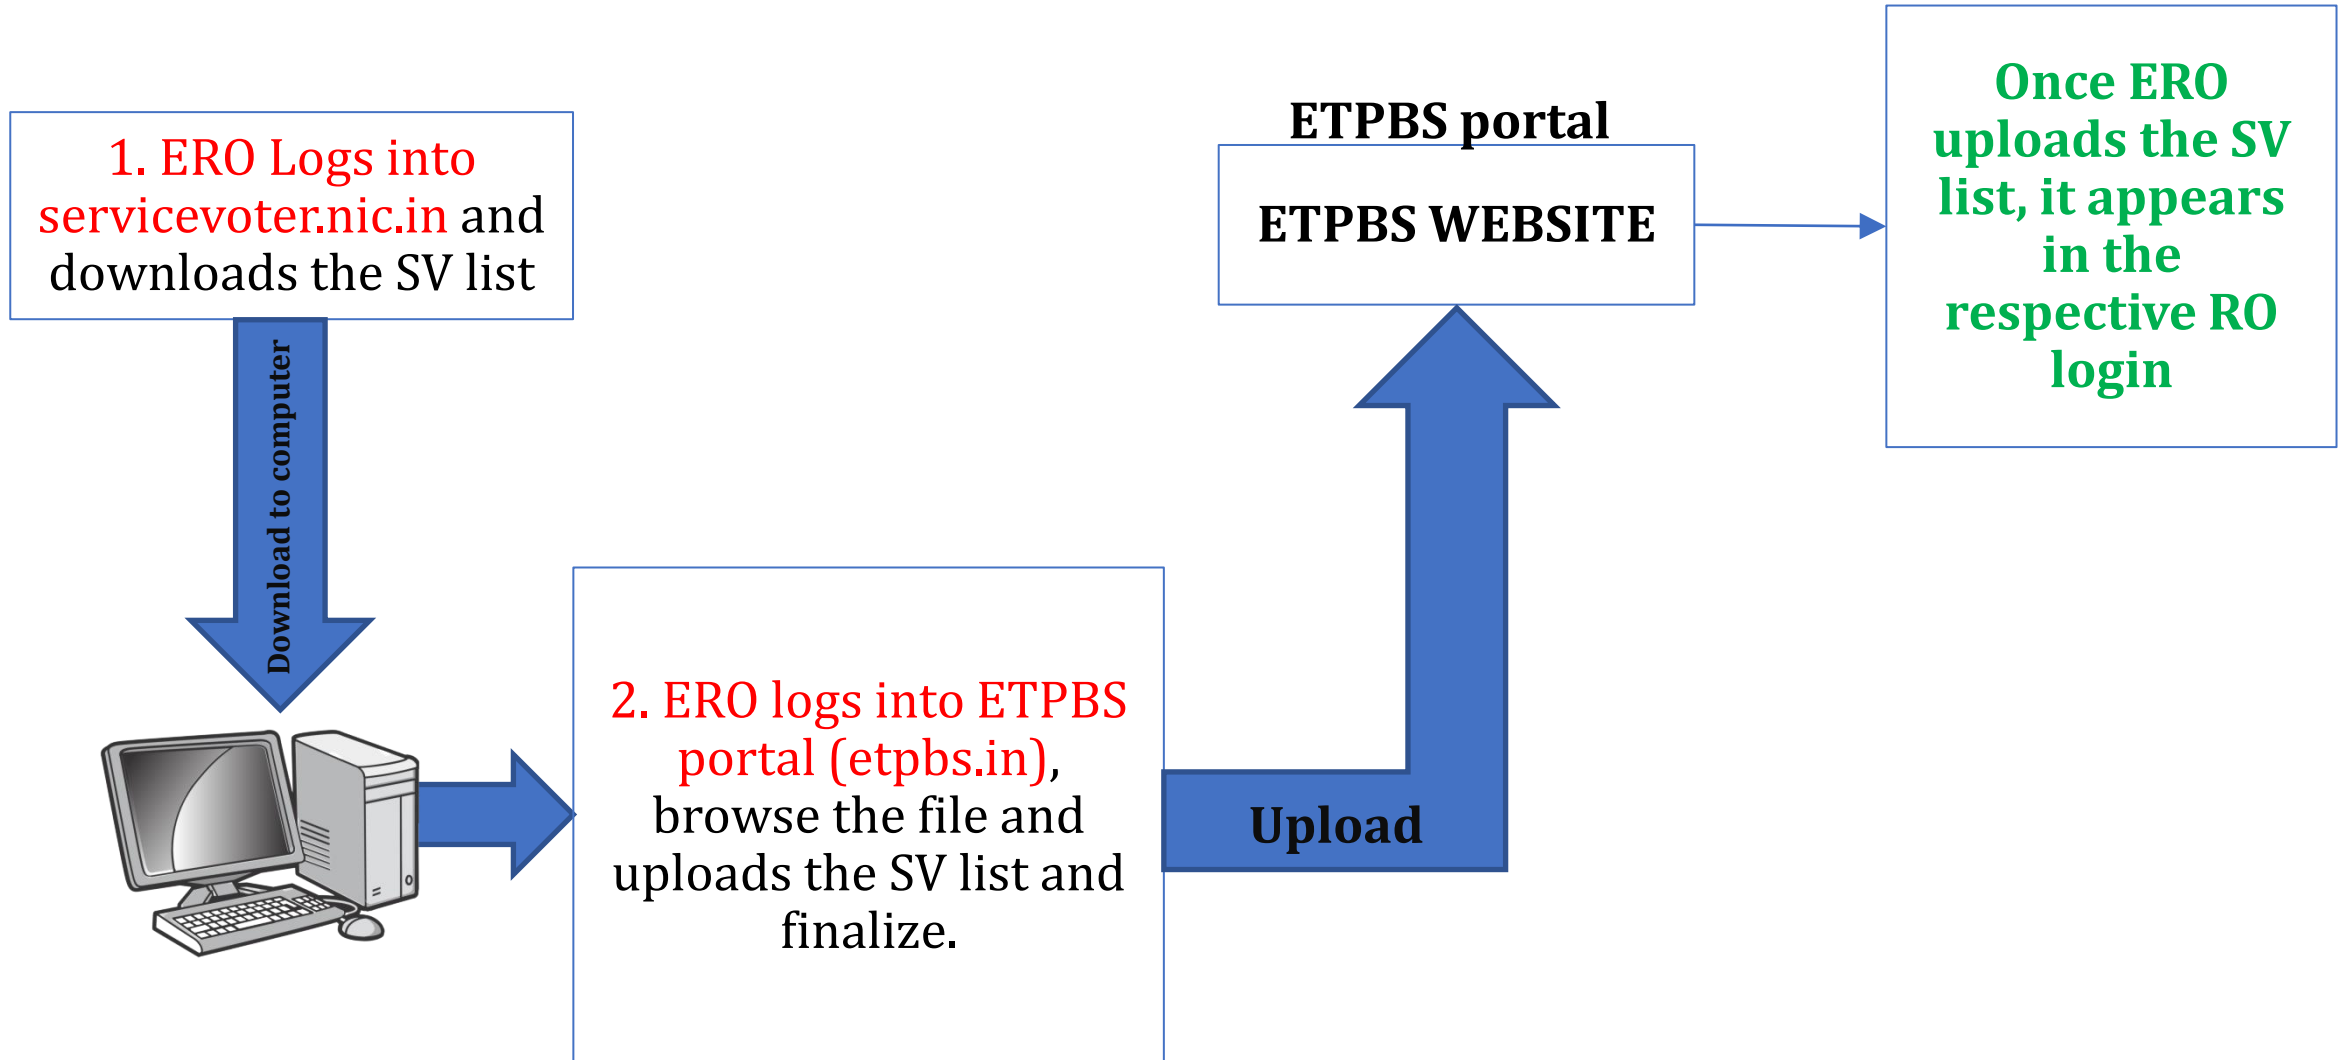 1. ERO Logs into
servicevoter.nic.in and
downloads the SV list
Download to computer
2. ERO logs into ETPBS
portal (etpbs.in),
browse the file and
uploads the SV list and
finalize.
Upload
ETPBS portal
ETPBS WEBSITE
Once ERO
uploads the SV
list, it appears
in the
respective RO
login